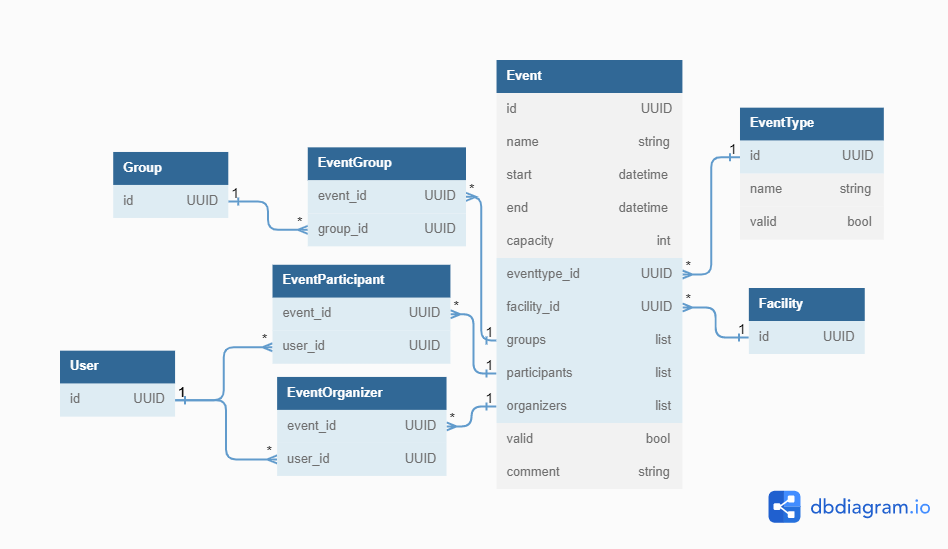 Group
id UUID
1
*
EventGroup
event_id UUID
group_id UUID
*
EventParticipant
event_id UUID
user_id UUID
*
*
User
id UUID
1
EventOrganizer
event_id UUID
user_id UUID
*
*
Event
id UUID
name string
start datetime
end datetime
capacity int
eventtype_id UUID
facility_id UUID
groups list
participants list
organizers list
valid bool
comment string
1
1
1
*
*
EventType
id UUID
name string
valid bool
1
Facility
id UUID
1
dbdiagram.io